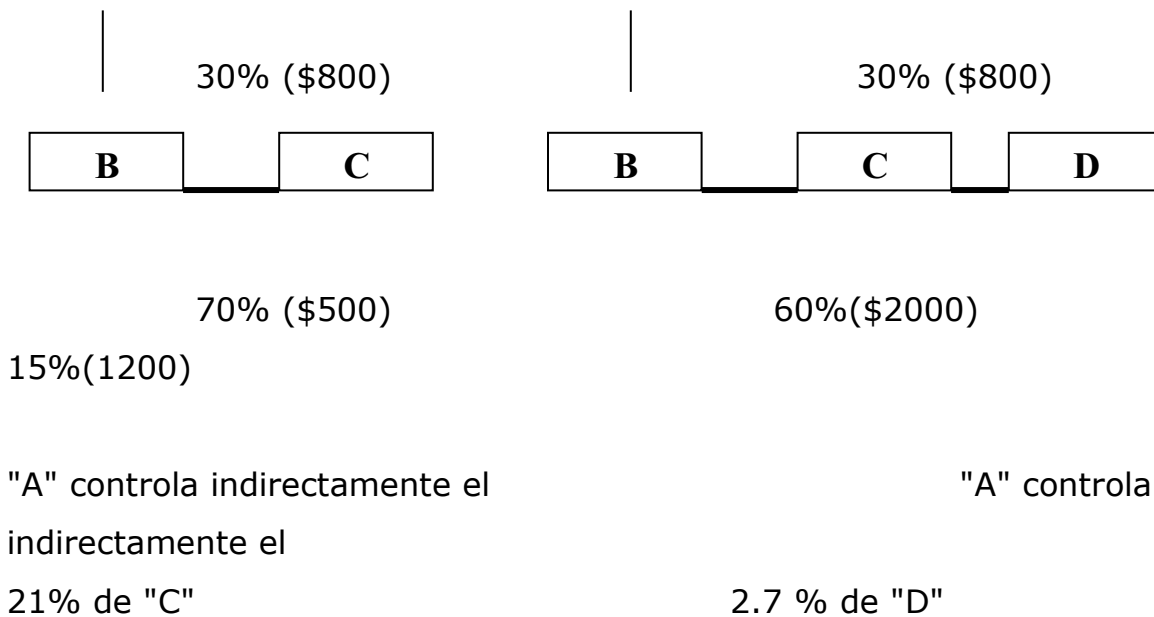 30% ($800) 30% ($800)
B C B C D
70% ($500) 60%($2000)
15%(1200)
"A" controla indirectamente el "A" controla
indirectamente el
21% de "C" 2.7 % de "D"